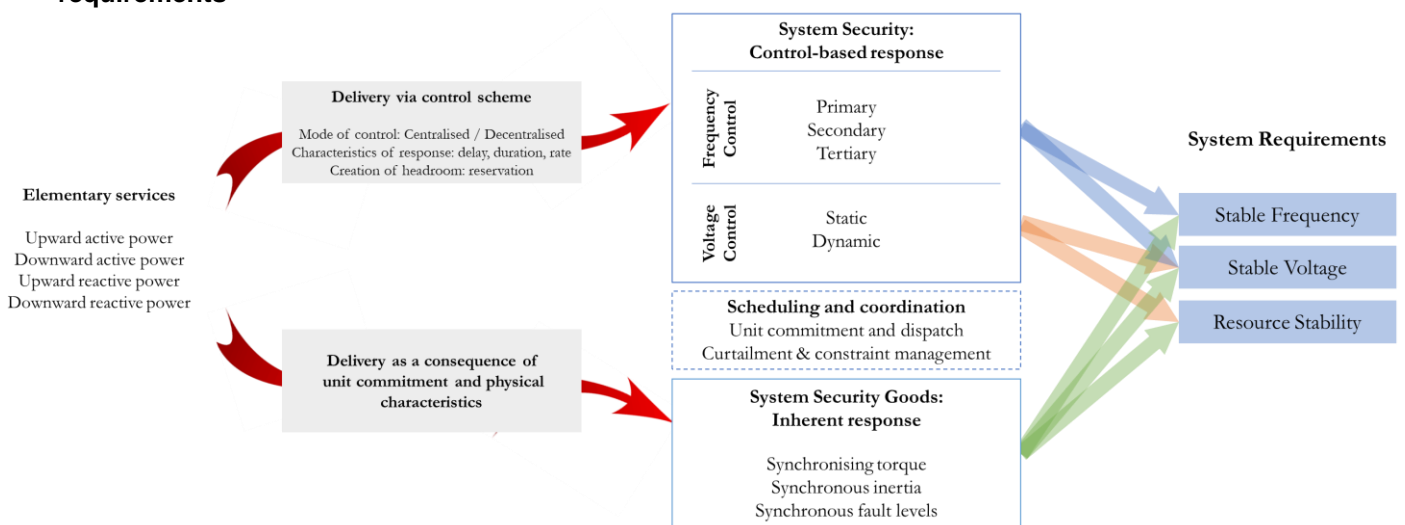 requirements
Elementary services
Upward active power
Downward active power
Upward reactive power
Downward reactive power
Delivery via control scheme
Mode of control: Centralised / Decentralised
Characteristics of response: delay, duration, rate
Creation of headroom: reservation
Delivery as a consequence of
unit commitment and physical
characteristics
System Security:
Control-based response
Frequency
Control
Primary
Secondary
Tertiary
Voltage
Control
Static
Dynamic
Scheduling and coordination
Unit commitment and dispatch
Curtailment & constraint management
System Security Goods:
Inherent response
Synchronising torque
Synchronous inertia
Synchronous fault levels
System Requirements
Stable Frequency
Stable Voltage
Resource Stability